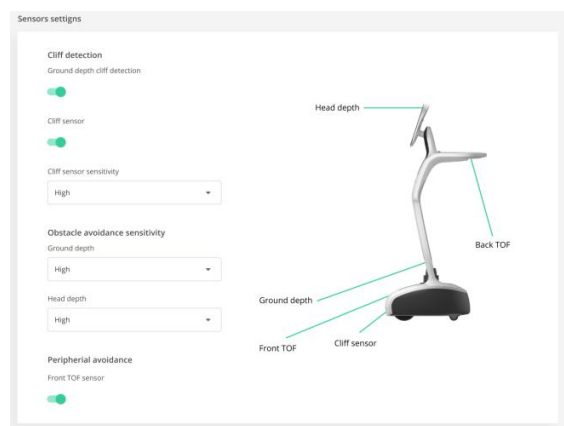 Sensors settigns
Cliff detection
Ground depth cliff detection
Cliff sensor
Cliff sensor sensitivity
High
Obstacle avoidance sensitivity
Ground depth
High
Head depth
High
Peripherial avoidance
Front TOF sensor
Head depth
Back TOF
Ground depth
Front TOF
Cliff sensor